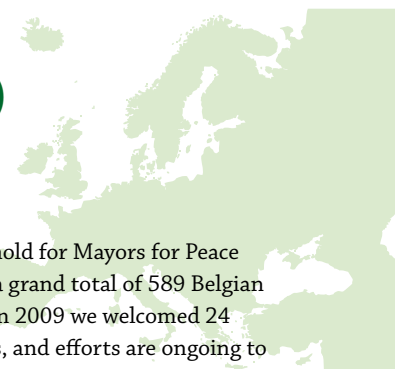 hold for Mayors for Peace
grand total of 589 Belgian
n 2009 we welcomed 24
, and efforts are ongoing to